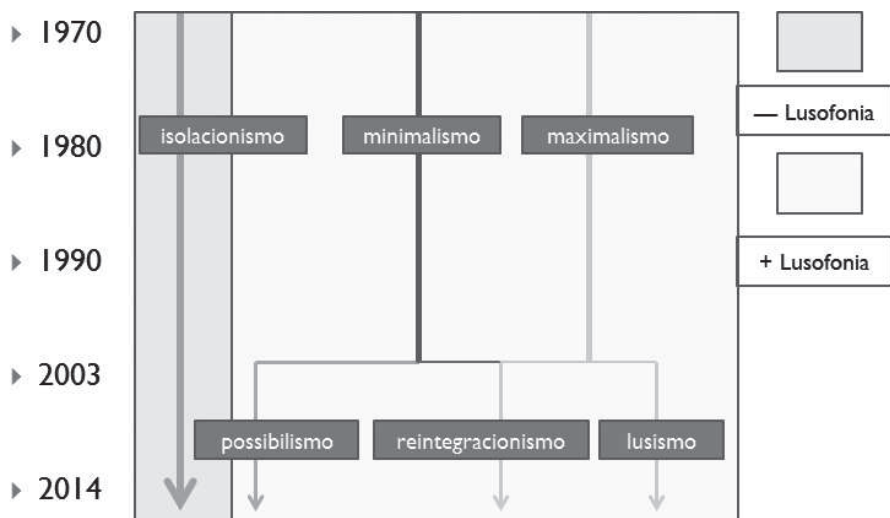 1970
— Lusofonia
isolacionismo
minimalismo
maximalismo
1980
1990
+ Lusofonia
2003
possibilismo
reintegracionismo
lusismo
2014